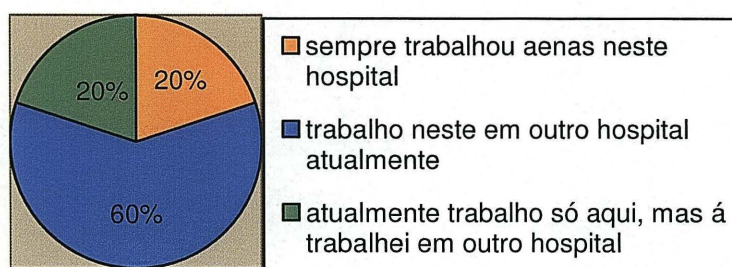 20%
20%
60%
sempre trabalhou aenas neste
hospital
trabalho neste em outro hospital
atualmente
atualmente trabalho só aqui, mas á
trabalhei em outro hospital